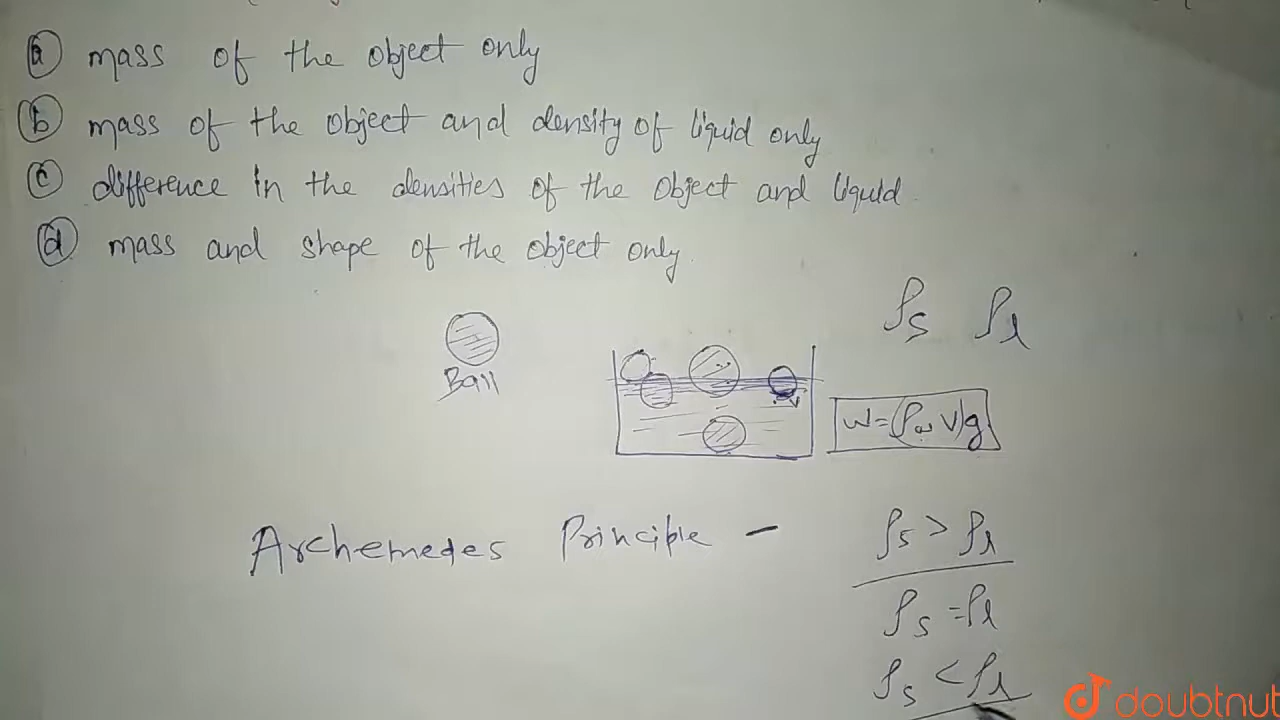 (a) mass of the object only
(b) mass of the object and density of liquid only
(c) difference in the densities of the object and liquid.
(d) mass and shape of the object only.
ρs ρl
Ball
v
W=(ρω V)g
Archemedes Principle -
ρs > ρl
ρs = ρl
ρs < ρl
doubtnut